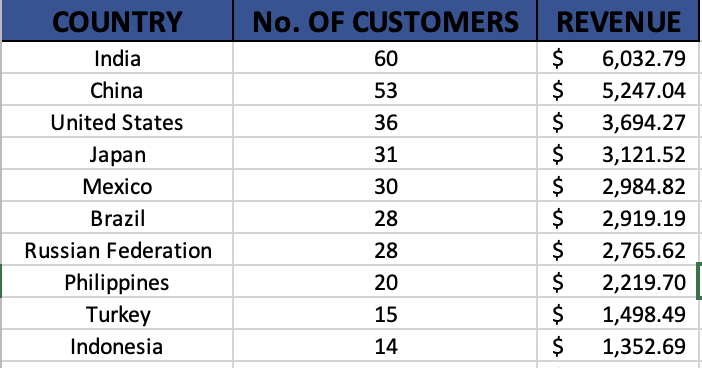 COUNTRY No. OF CUSTOMERS REVENUE
India 60 $ 6,032.79
China 53 $ 5,247.04
United States 36 $ 3,694.27
Japan 31 $ 3,121.52
Mexico 30 $ 2,984.82
Brazil 28 $ 2,919.19
Russian Federation 28 $ 2,765.62
Philippines 20 $ 2,219.70
Turkey 15 $ 1,498.49
Indonesia 14 $ 1,352.69